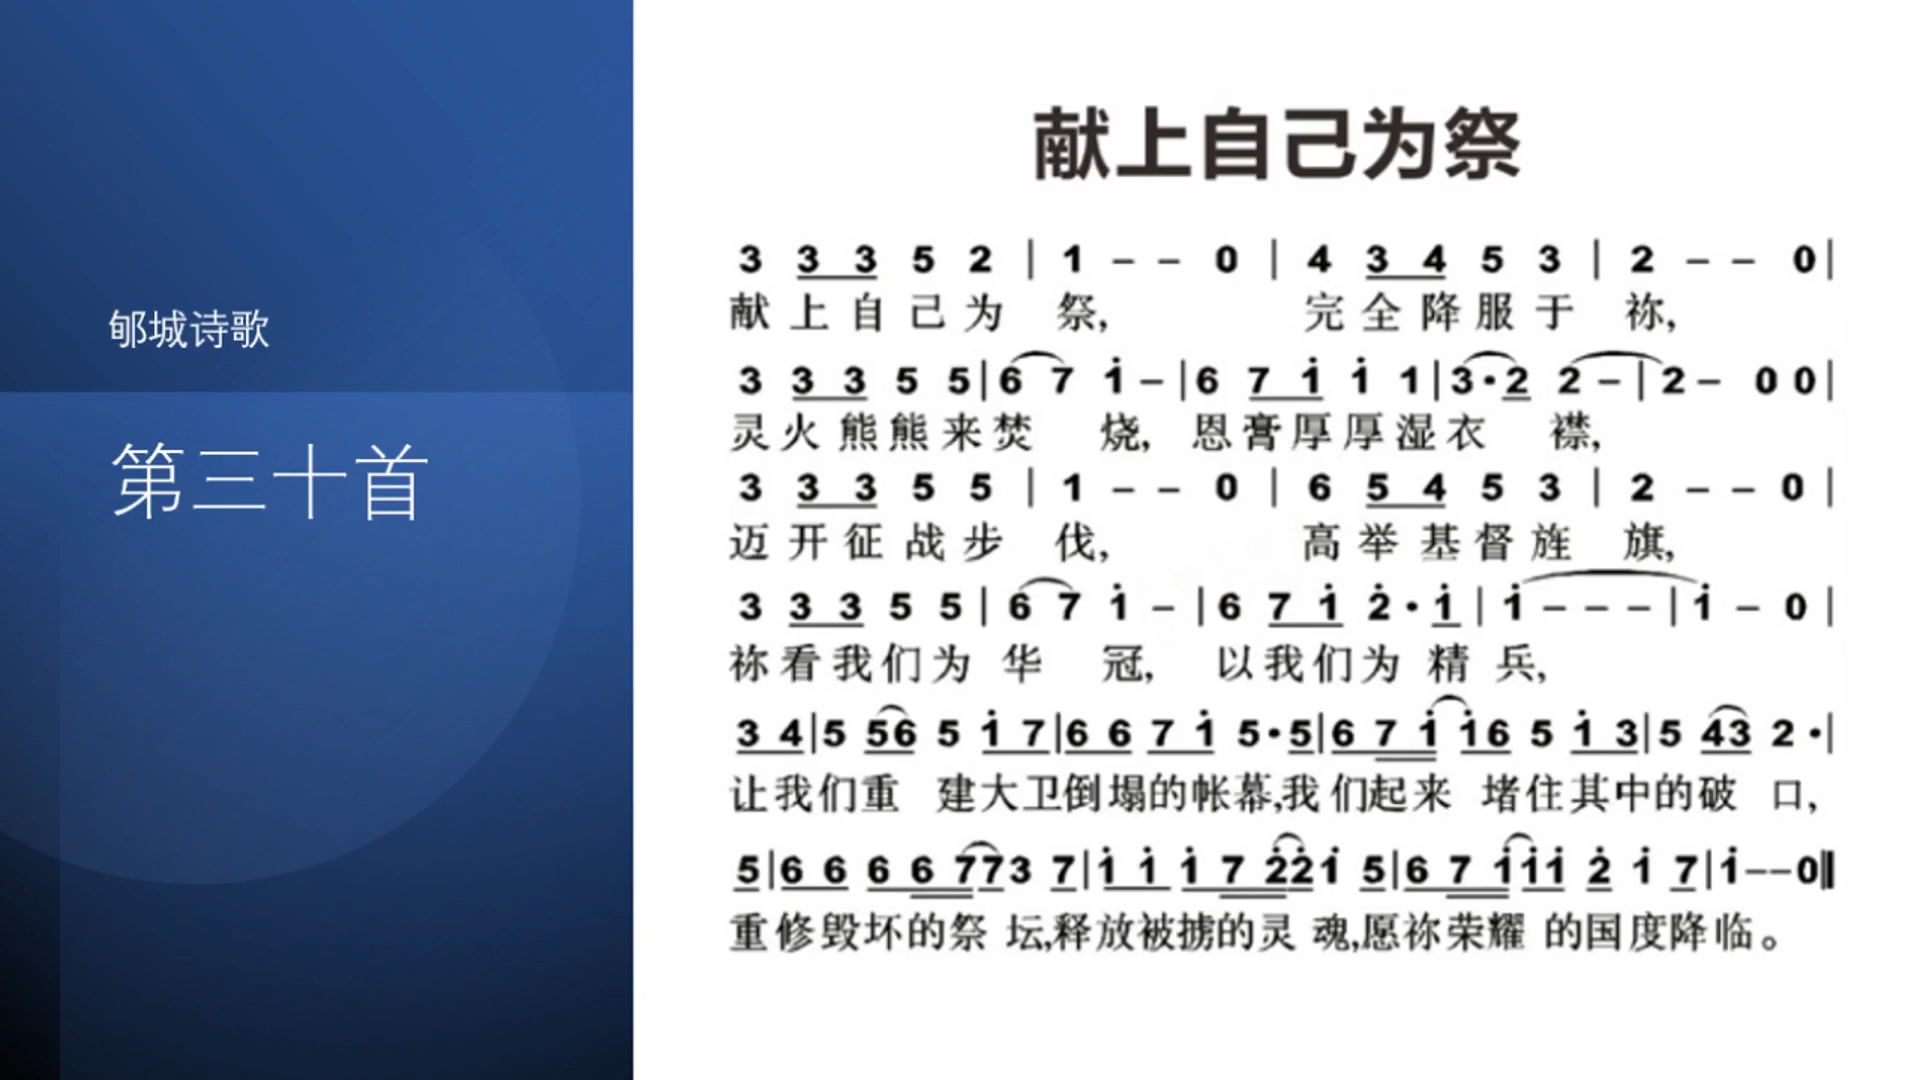 郇城诗歌
第三十首
献上自己为祭
3 3 3 5 2 | 1 – – 0 | 4 3 4 5 3 | 2 – – 0 |
献上自己为 祭, 完全降服于 祢,
3 3 3 5 5 | 6 7 i – | 6 7 i i 1 | 3 · 2 2 – | 2 – 0 0 |
灵火熊熊来焚 烧, 恩膏厚厚湿衣 襟,
3 3 3 5 5 | 1 – – 0 | 6 5 4 5 3 | 2 – – 0 |
迈开征战步 伐, 高举基督旌 旗,
3 3 3 5 5 | 6 7 i – | 6 7 i 2̇ · i | i – – – | i – 0 |
祢看我们为 华 冠, 以我们为 精 兵,
3 4 | 5 56 5 i 7 | 6 6 7 i 5 · 5 | 6 7 i i6 5 i 3 | 5 43 2 · |
让我们重 建大卫倒塌的帐幕,我们起来 堵住其中的破 口,
5 | 6 6 6 6 773 7 | i i i 7 2̇2̇i 5 | 6 7 iii 2̇ i 7 | i – – 0 ‖
重修毁坏的祭 坛,释放被掳的灵 魂,愿祢荣耀 的国度降临。